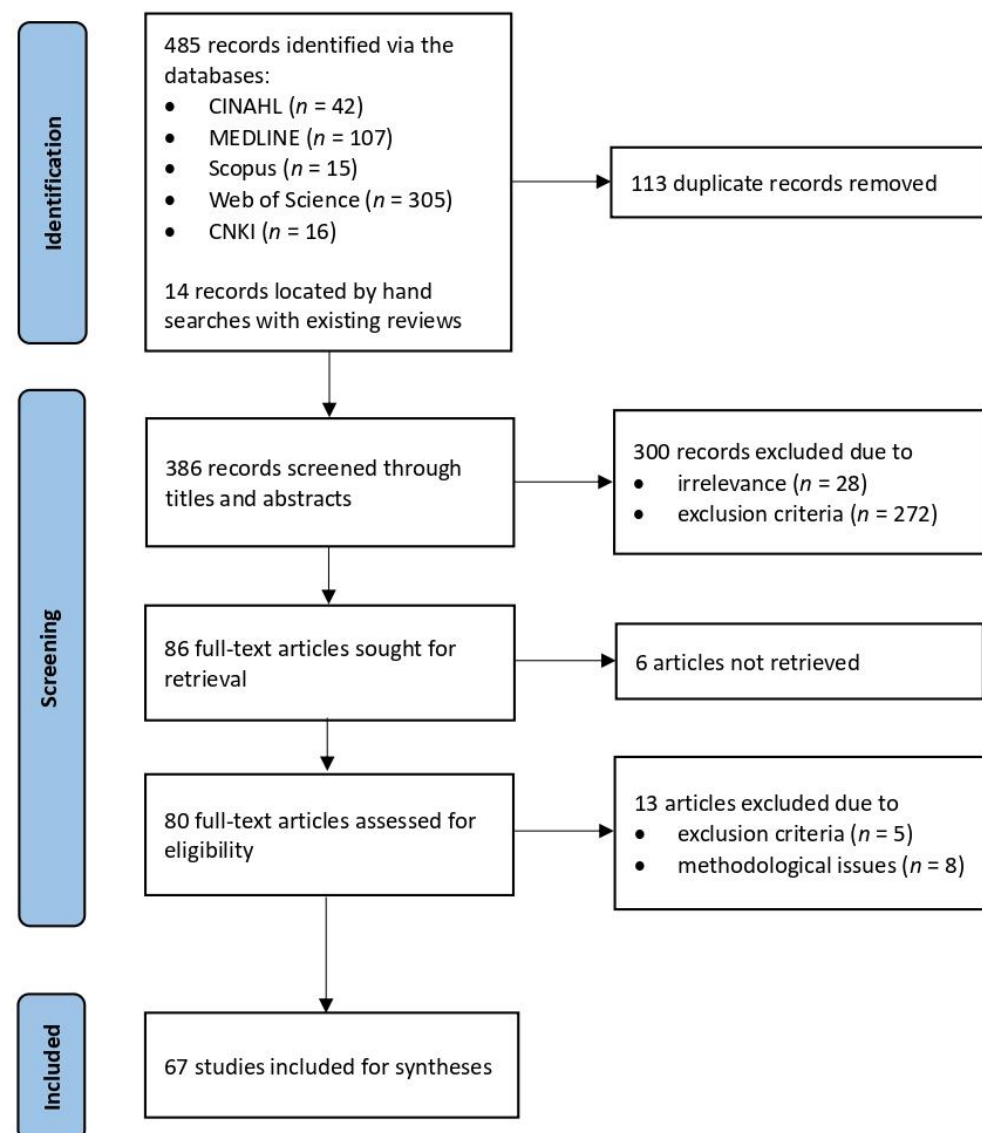 Identification
485 records identified via the
databases:
• CINAHL (n = 42)
• MEDLINE (n = 107)
• Scopus (n = 15)
• Web of Science (n = 305)
• CNKI (n = 16)
14 records located by hand
searches with existing reviews
113 duplicate records removed
Screening
386 records screened through
titles and abstracts
300 records excluded due to
• irrelevance (n = 28)
• exclusion criteria (n = 272)
86 full-text articles sought for
retrieval
6 articles not retrieved
80 full-text articles assessed for
eligibility
13 articles excluded due to
• exclusion criteria (n = 5)
• methodological issues (n = 8)
Included
67 studies included for syntheses